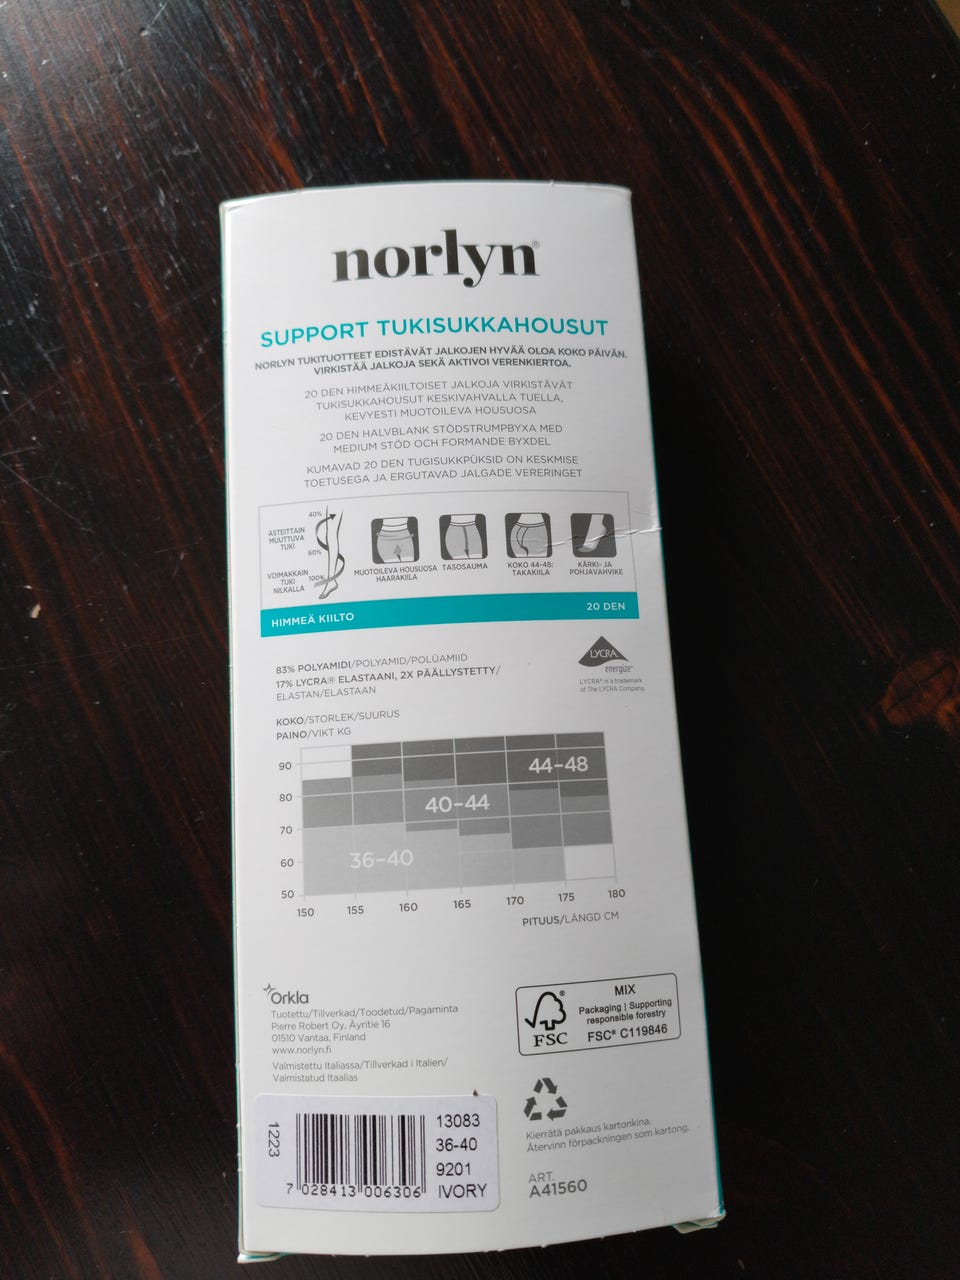 norlyn®
SUPPORT TUKISUKKAHOUSUT
NORLYN TUKITUOTTEET EDISTÄVÄT JALKOJEN HYVÄÄ OLOA KOKO PÄIVÄN.
VIRKISTÄÄ JALKOJA SEKÄ AKTIVOI VERENKIERTOA.
20 DEN HIMMEÄKIILTOISET JALKOJA VIRKISTÄVÄT
TUKISUKKAHOUSUT KESKIVAHVALLA TUELLA,
KEVYESTI MUOTOILEVA HOUSUOSA
20 DEN HALVBLANK STÖDSTRUMPBYXA MED
MEDIUM STÖD OCH FORMANDE BYXDEL
KUMAVAD 20 DEN TUGISUKKPÜKSID ON KESKMISE
TOETUSEGA JA ERGUTAVAD JALGADE VERERINGET
40%
ASTEITTAIN
MUUTTUVA
TUKI
60%
VOIMAKKAIN
TUKI
NILKALLA
100%
MUOTOILEVA HOUSUOSA
HAARAKIILA
TASOSAUMA
KOKO 44-48:
TAKAKIILA
KÄRKI- JA
POHJAVAHVIKE
HIMMEÄ KIILTO
20 DEN
83% POLYAMIDI/POLYAMID/POLÜAMIID
17% LYCRA® ELASTAANI, 2X PÄÄLLYSTETTY/
ELASTAN/ELASTAAN
LYCRA
energize™
LYCRA® is a trademark
of The LYCRA Company.
KOKO/STORLEK/SUURUS
PAINO/VIKT KG
90
80
70
60
50
44-48
40-44
36-40
150
155
160
165
170
175
180
PITUUS/LÄNGD CM
Orkla
Tuotettu/Tillverkad/Toodetud/Pagaminta
Pierre Robert Oy, Äyritie 16
01510 Vantaa, Finland
www.norlyn.fi
Valmistettu Italiassa/Tillverkad i Italien/
Valmistatud Itaalias
®
FSC
MIX
Packaging | Supporting
responsible forestry
FSC® C119846
Kierrätä pakkaus kartonkina.
Återvinn förpackningen som kartong.
ART.
A41560
1223
7 028413 006306
13083
36-40
9201
IVORY